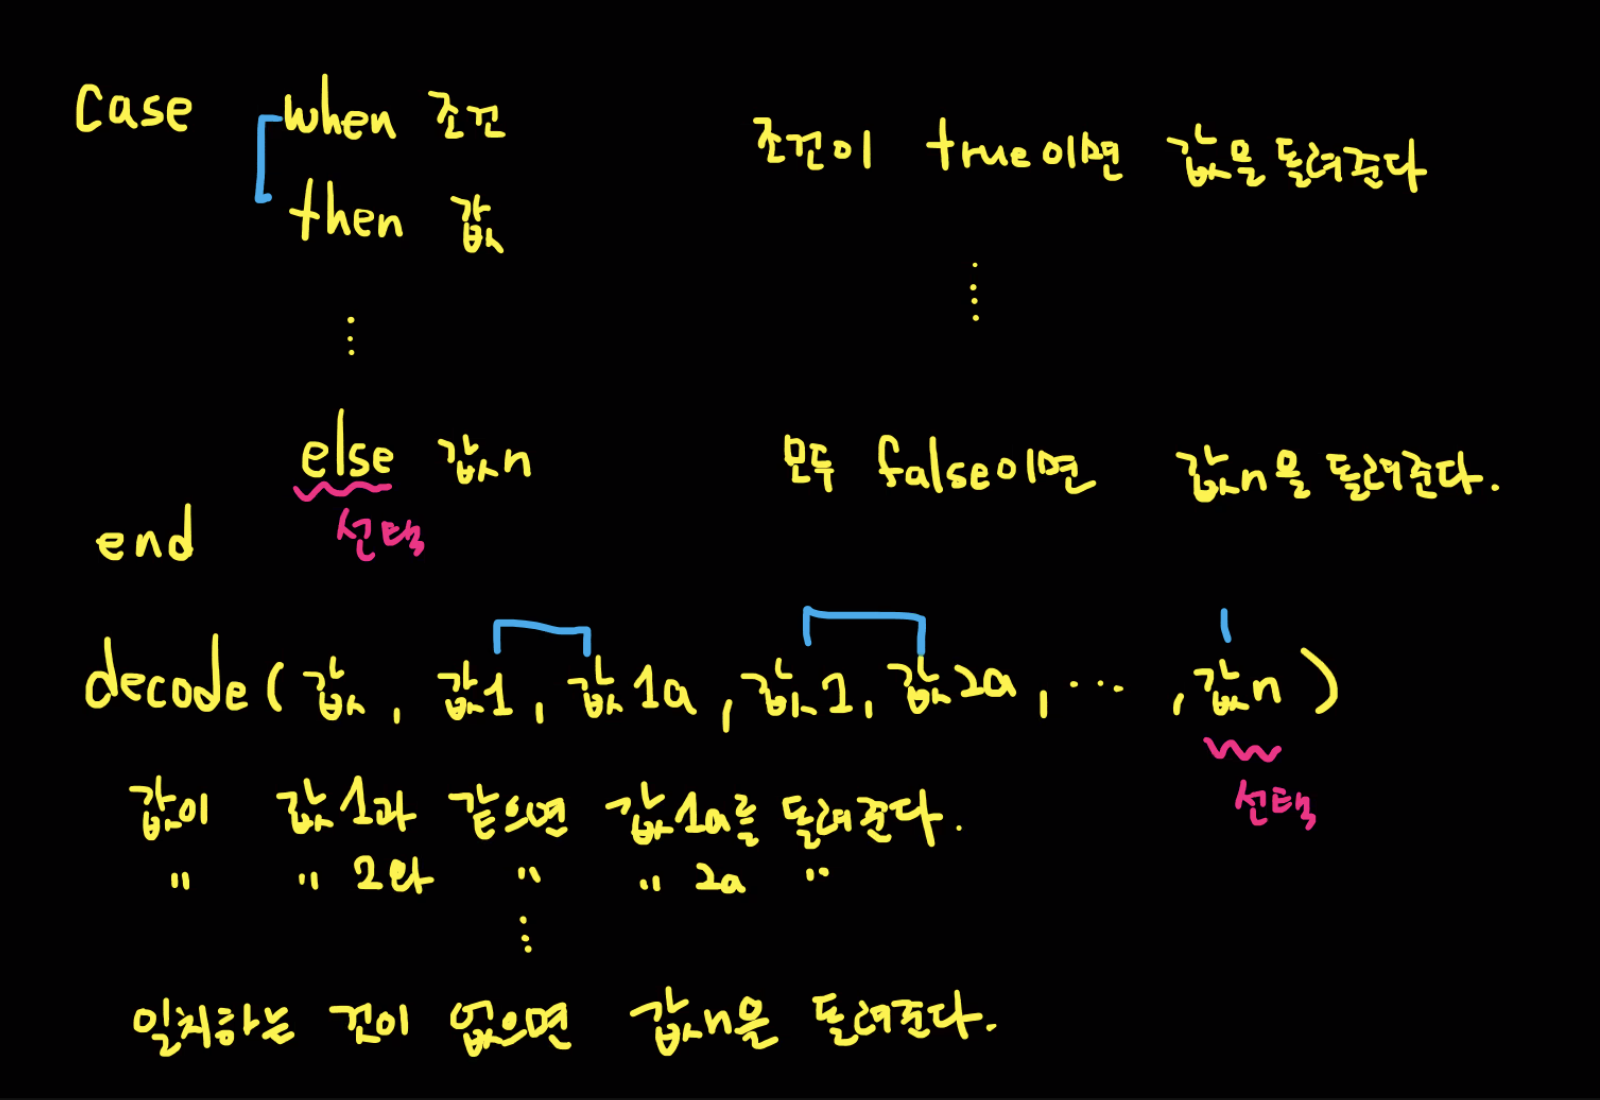 case when 조건 조건이 true이면 값을 돌려준다
then 값
⋮ ⋮
else 값n 모두 false이면 값n을 돌려준다.
선택
end
decode(값, 값1, 값1a, 값2, 값2a, ⋯, 값n)
선택
값이 값1과 같으면 값1a를 돌려준다.
" " 2와 " " 2a "
⋮
일치하는 것이 없으면 값n을 돌려준다.